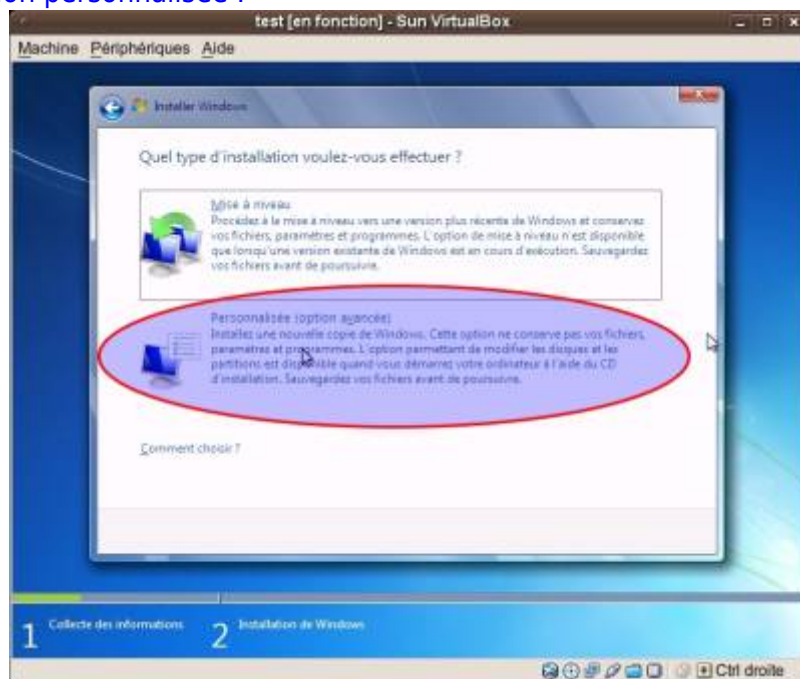 on personnalisée :
test [en fonction] - Sun VirtualBox
Machine Périphériques Aide
Installer Windows
Quel type d'installation voulez-vous effectuer ?
Mise à niveau
Procédez à la mise à niveau vers une version plus récente de Windows et conservez
vos fichiers, paramètres et programmes. L'option de mise à niveau n'est disponible
que lorsqu'une version existante de Windows est en cours d'exécution. Sauvegardez
vos fichiers avant de poursuivre.
Personnalisée (option avancée)
Installez une nouvelle copie de Windows. Cette option ne conserve pas vos fichiers,
paramètres et programmes. L'option permettant de modifier les disques et les
partitions est disponible quand vous démarrez votre ordinateur à l'aide du CD
d'installation. Sauvegardez vos fichiers avant de poursuivre.
Comment choisir ?
1 Collecte des informations 2 Installation de Windows
Ctrl droite